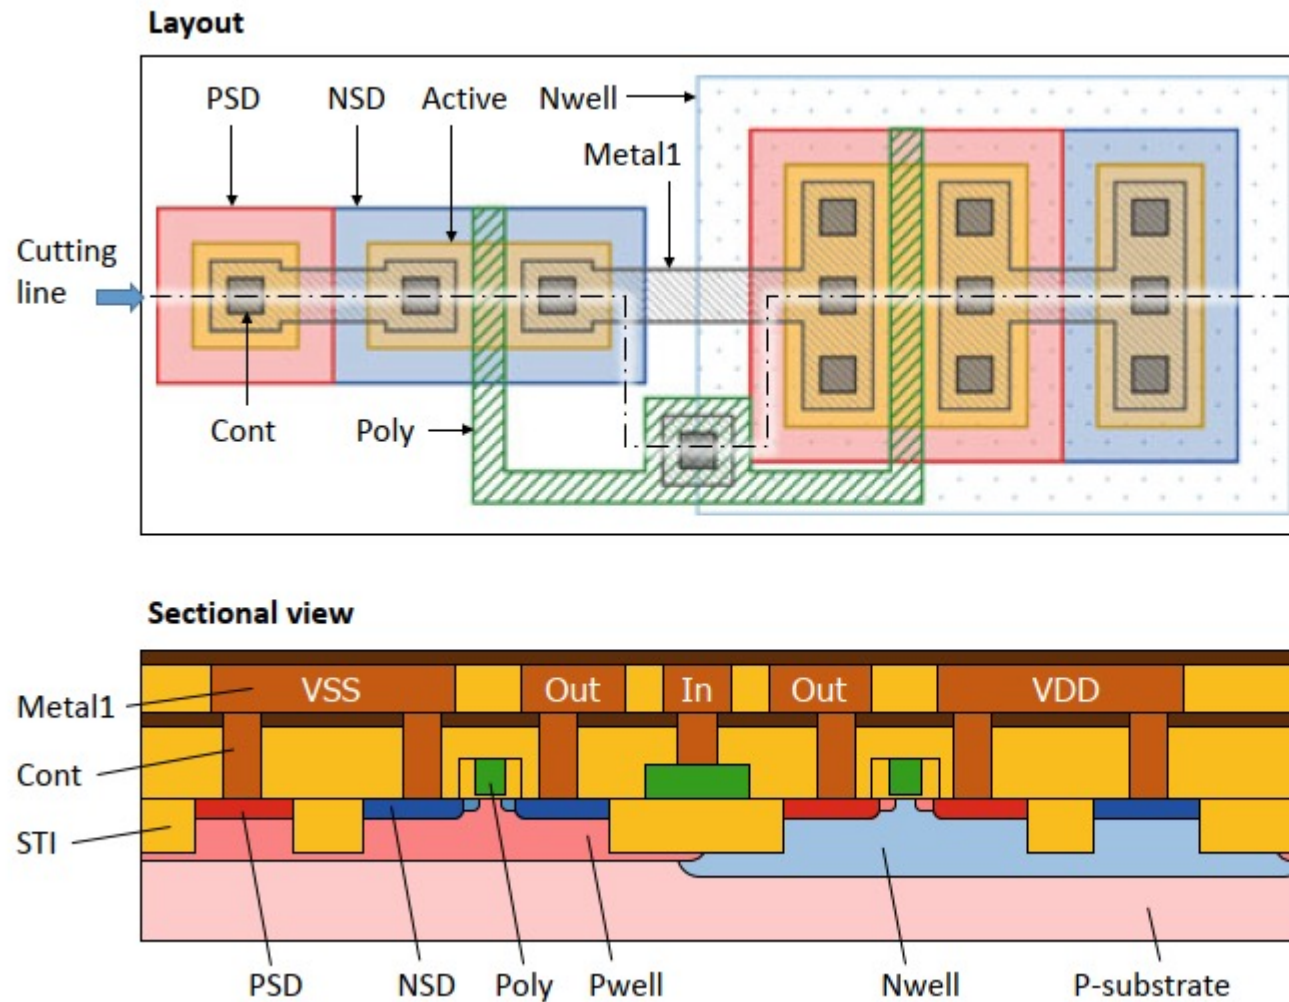 Layout
PSD
NSD
Active
Nwell
Metal1
Cutting
line
Cont
Poly
Sectional view
VSS
Out
In
Out
VDD
Metal1
Cont
STI
PSD
NSD
Poly
Pwell
Nwell
P-substrate